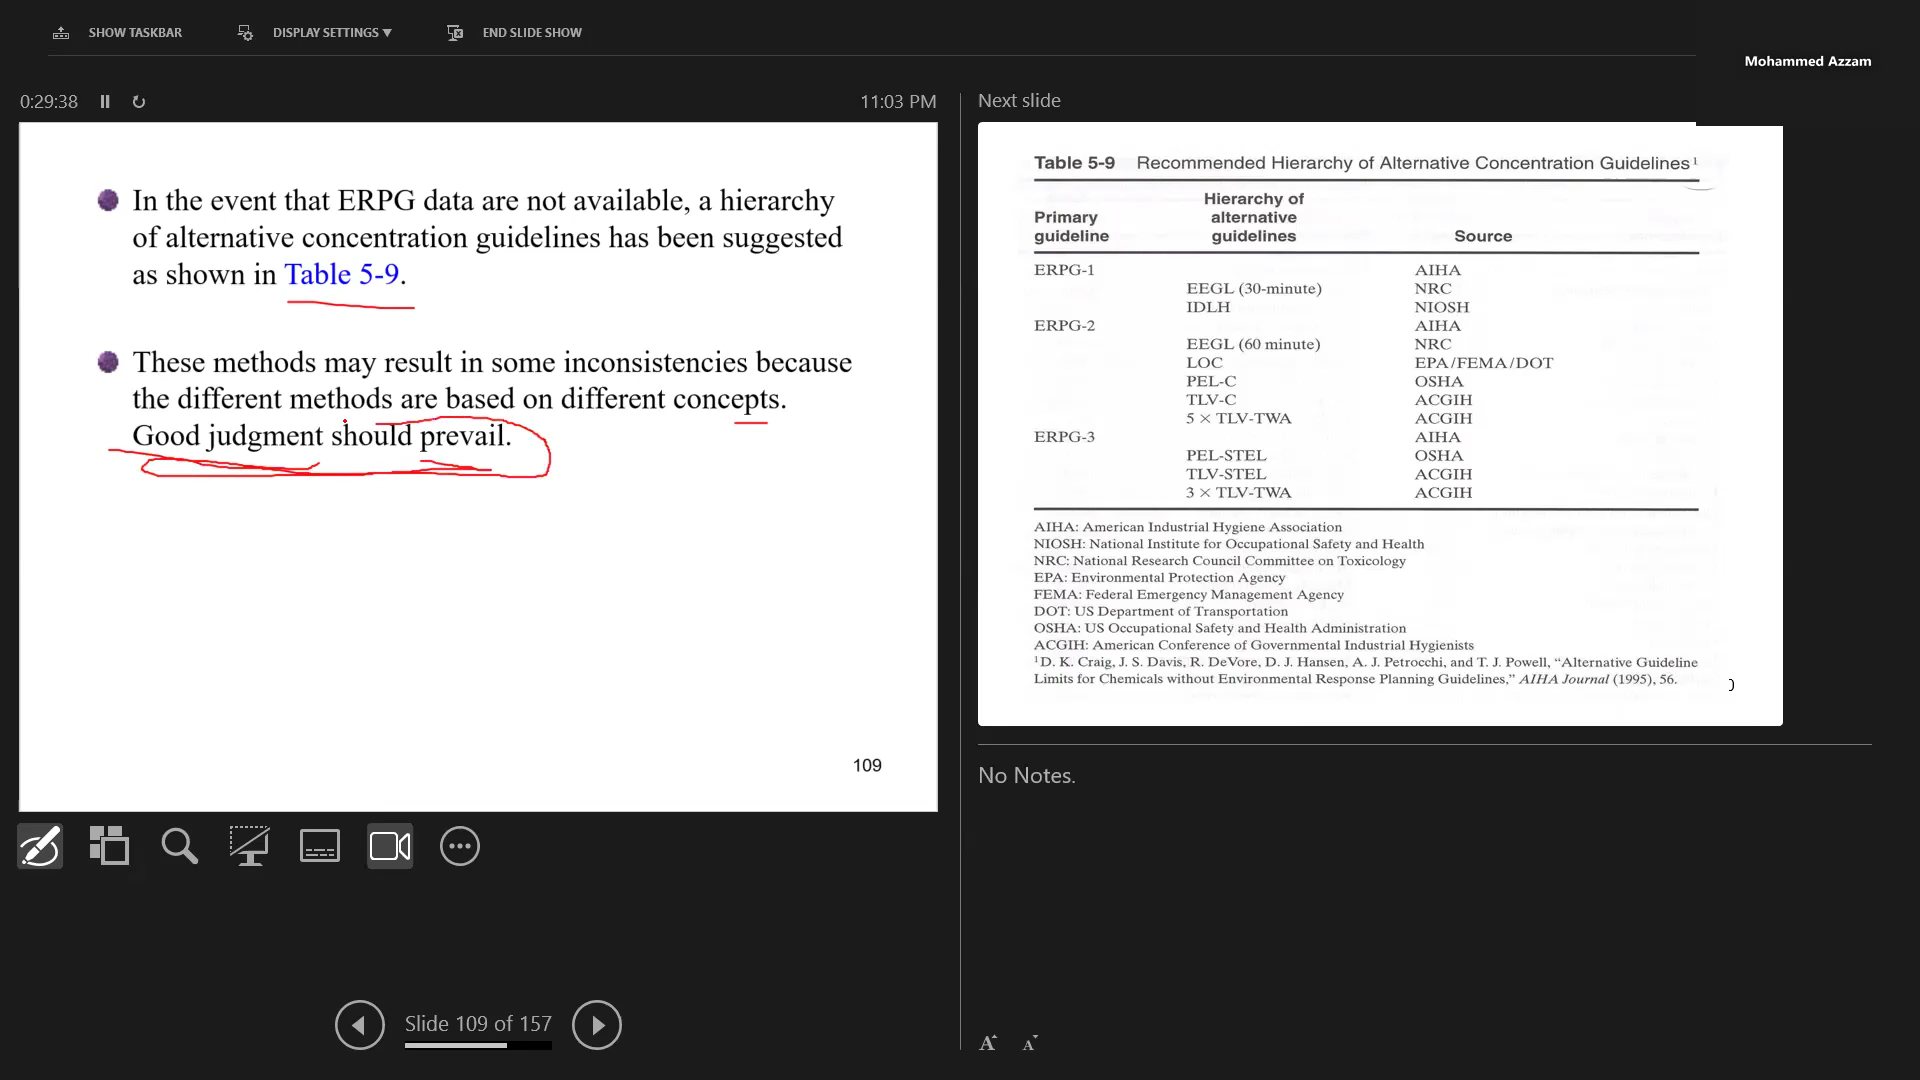 SHOW TASKBAR
DISPLAY SETTINGS ▼
END SLIDE SHOW
Mohammed Azzam
0:29:38
11:03 PM
In the event that ERPG data are not available, a hierarchy
of alternative concentration guidelines has been suggested
as shown in Table 5-9.
These methods may result in some inconsistencies because
the different methods are based on different concepts.
Good judgment should prevail.
109
Slide 109 of 157
Next slide
Table 5-9 Recommended Hierarchy of Alternative Concentration Guidelines¹
Primary guideline
Hierarchy of alternative guidelines
Source
ERPG-1 AIHA
EEGL (30-minute) NRC
IDLH NIOSH
ERPG-2 AIHA
EEGL (60 minute) NRC
LOC EPA/FEMA/DOT
PEL-C OSHA
TLV-C ACGIH
5 × TLV-TWA ACGIH
ERPG-3 AIHA
PEL-STEL OSHA
TLV-STEL ACGIH
3 × TLV-TWA ACGIH
AIHA: American Industrial Hygiene Association
NIOSH: National Institute for Occupational Safety and Health
NRC: National Research Council Committee on Toxicology
EPA: Environmental Protection Agency
FEMA: Federal Emergency Management Agency
DOT: US Department of Transportation
OSHA: US Occupational Safety and Health Administration
ACGIH: American Conference of Governmental Industrial Hygienists
¹D. K. Craig, J. S. Davis, R. DeVore, D. J. Hansen, A. J. Petrocchi, and T. J. Powell, “Alternative Guideline
Limits for Chemicals without Environmental Response Planning Guidelines,” AIHA Journal (1995), 56.
No Notes.
A A